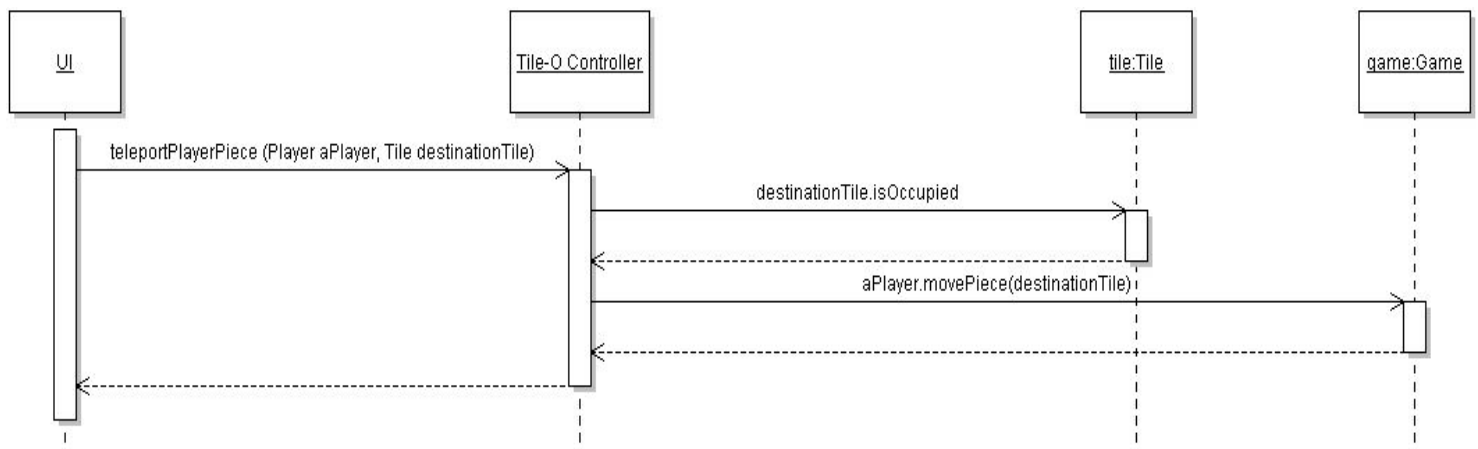 UI
Tile-O Controller
tile:Tile
game:Game
teleportPlayerPiece (Player aPlayer, Tile destinationTile)
destinationTile.isOccupied
aPlayer.movePiece(destinationTile)